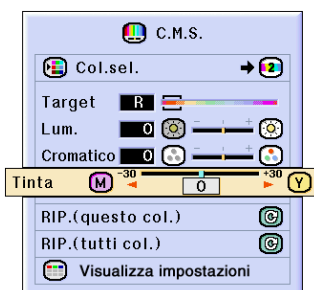 C.M.S.
Col.sel. 2
Target R
Lum. 0 - +
Cromatico 0 - +
Tinta M -30 0 +30 Y
RIP.(questo col.)
RIP.(tutti col.)
Visualizza impostazioni